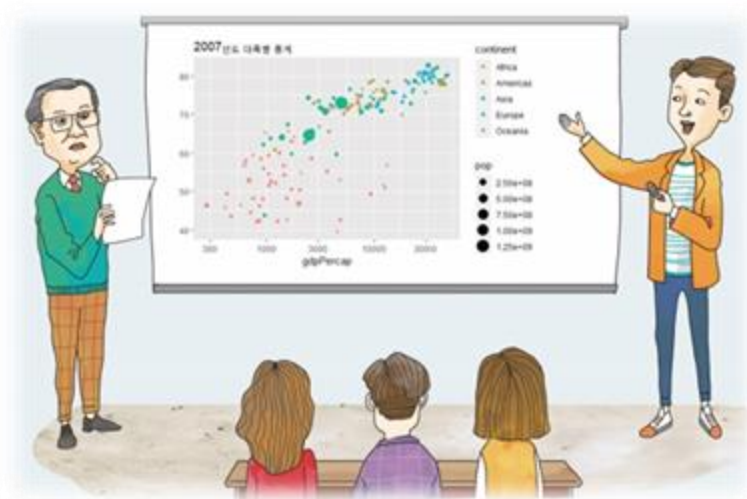 2007년도 대륙별 통계
80
70
60
50
40
300
1000
3000
10000
gdpPercap
continent
Africa
Americas
Asia
Europe
Oceania
pop
2.50e+08
5.00e+08
7.50e+08
1.00e+09
1.25e+09